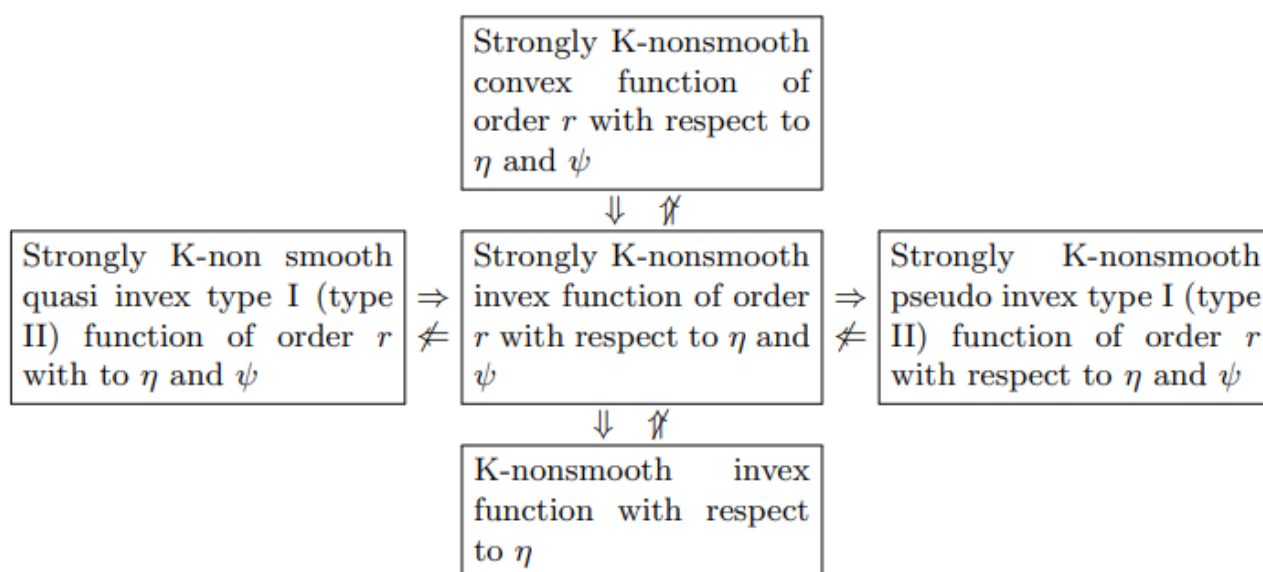 Strongly K-nonsmooth
convex function of
order r with respect to
η and ψ
⇓ ⇑̸
Strongly K-non smooth
quasi invex type I (type
II) function of order r
with to η and ψ
⇒
⇍
Strongly K-nonsmooth
invex function of order
r with respect to η and
ψ
⇒
⇍
Strongly K-nonsmooth
pseudo invex type I (type
II) function of order r
with respect to η and ψ
⇓ ⇑̸
K-nonsmooth invex
function with respect
to η